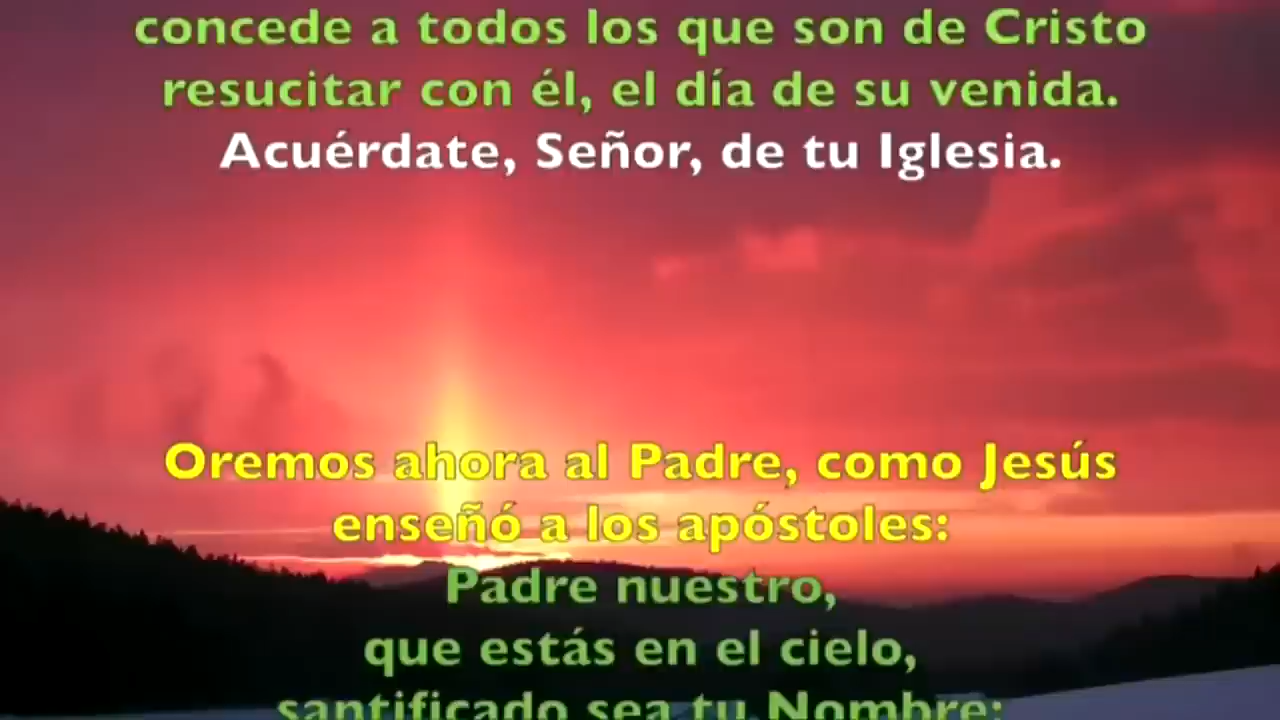 concede a todos los que son de Cristo
resucitar con él, el día de su venida.
Acuérdate, Señor, de tu Iglesia.
Oremos ahora al Padre, como Jesús
enseñó a los apóstoles:
Padre nuestro,
que estás en el cielo,
santificado sea tu Nombre;